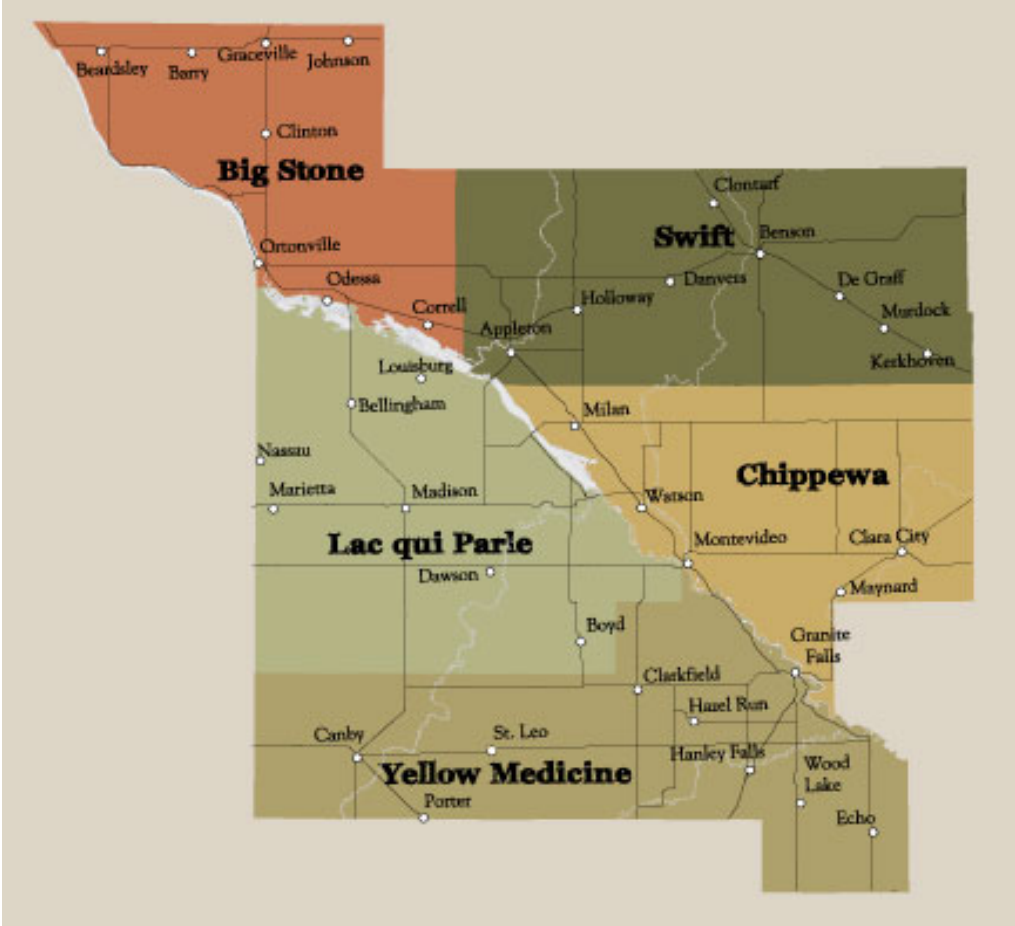 Beardsley
Barry
Graceville
Johnson
Clinton
Big Stone
Clontarf
Swift
Benson
Ortonville
Odessa
Danvers
De Graff
Holloway
Correll
Murdock
Appleton
Kerkhoven
Louisburg
Bellingham
Milan
Nassau
Chippewa
Marietta
Madison
Watson
Lac qui Parle
Montevideo
Clara City
Dawson
Maynard
Boyd
Granite
Falls
Clarkfield
Hazel Run
Canby
St. Leo
Hanley Falls
Yellow Medicine
Wood
Lake
Porter
Echo